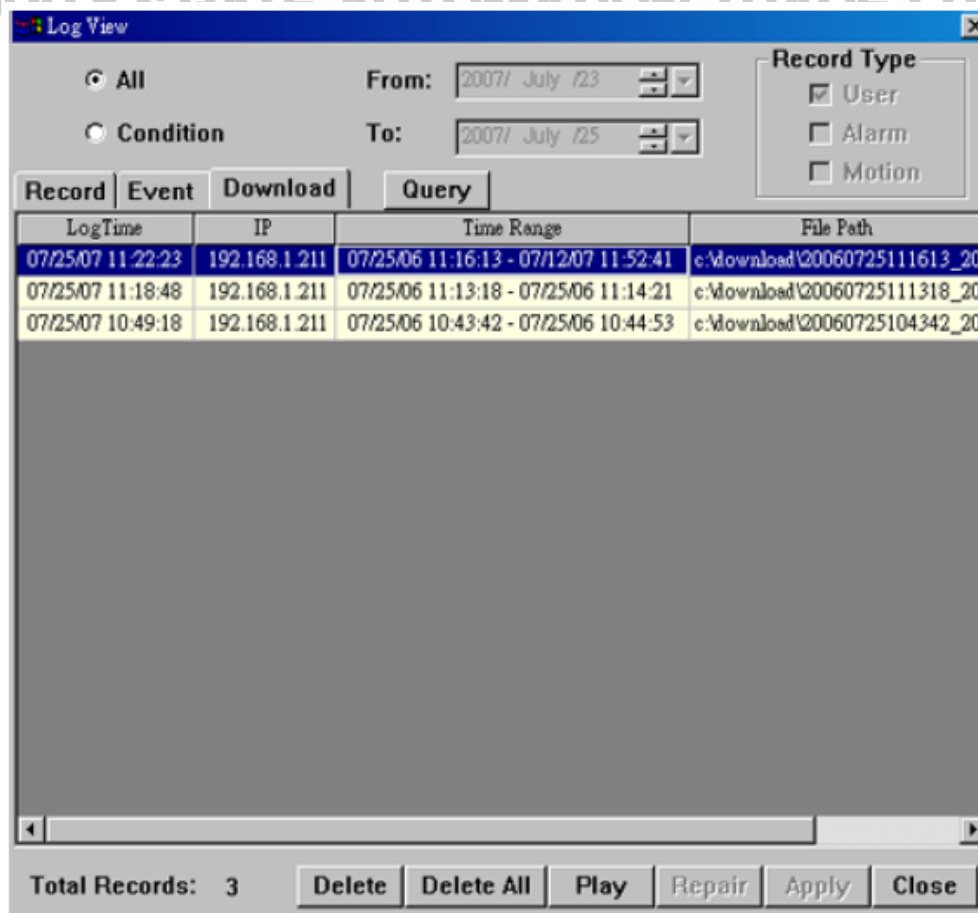 Log View
All From: 2007/ July /23 Record Type
User
Condition To: 2007/ July /25 Alarm
Motion
Record Event Download Query
LogTime IP Time Range File Path
07/25/07 11:22:23 192.168.1.211 07/25/06 11:16:13 - 07/12/07 11:52:41 c:\download\20060725111613_20
07/25/07 11:18:48 192.168.1.211 07/25/06 11:13:18 - 07/25/06 11:14:21 c:\download\20060725111318_20
07/25/07 10:49:18 192.168.1.211 07/25/06 10:43:42 - 07/25/06 10:44:53 c:\download\20060725104342_20
Total Records: 3 Delete Delete All Play Repair Apply Close